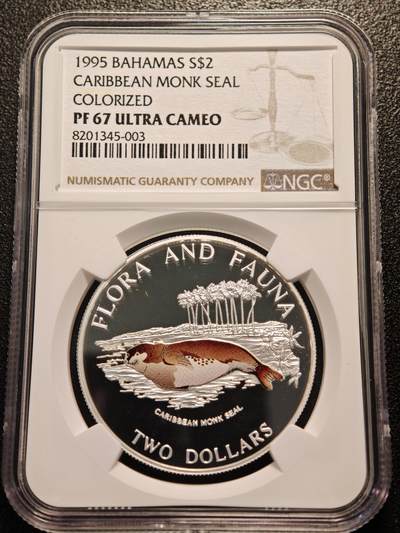 1995 BAHAMAS S$2
CARIBBEAN MONK SEAL
COLORIZED
PF 67 ULTRA CAMEO
8201345-003
NUMISMATIC GUARANTY COMPANY NGC®
FLORA AND FAUNA
CARIBBEAN MONK SEAL
TWO DOLLARS